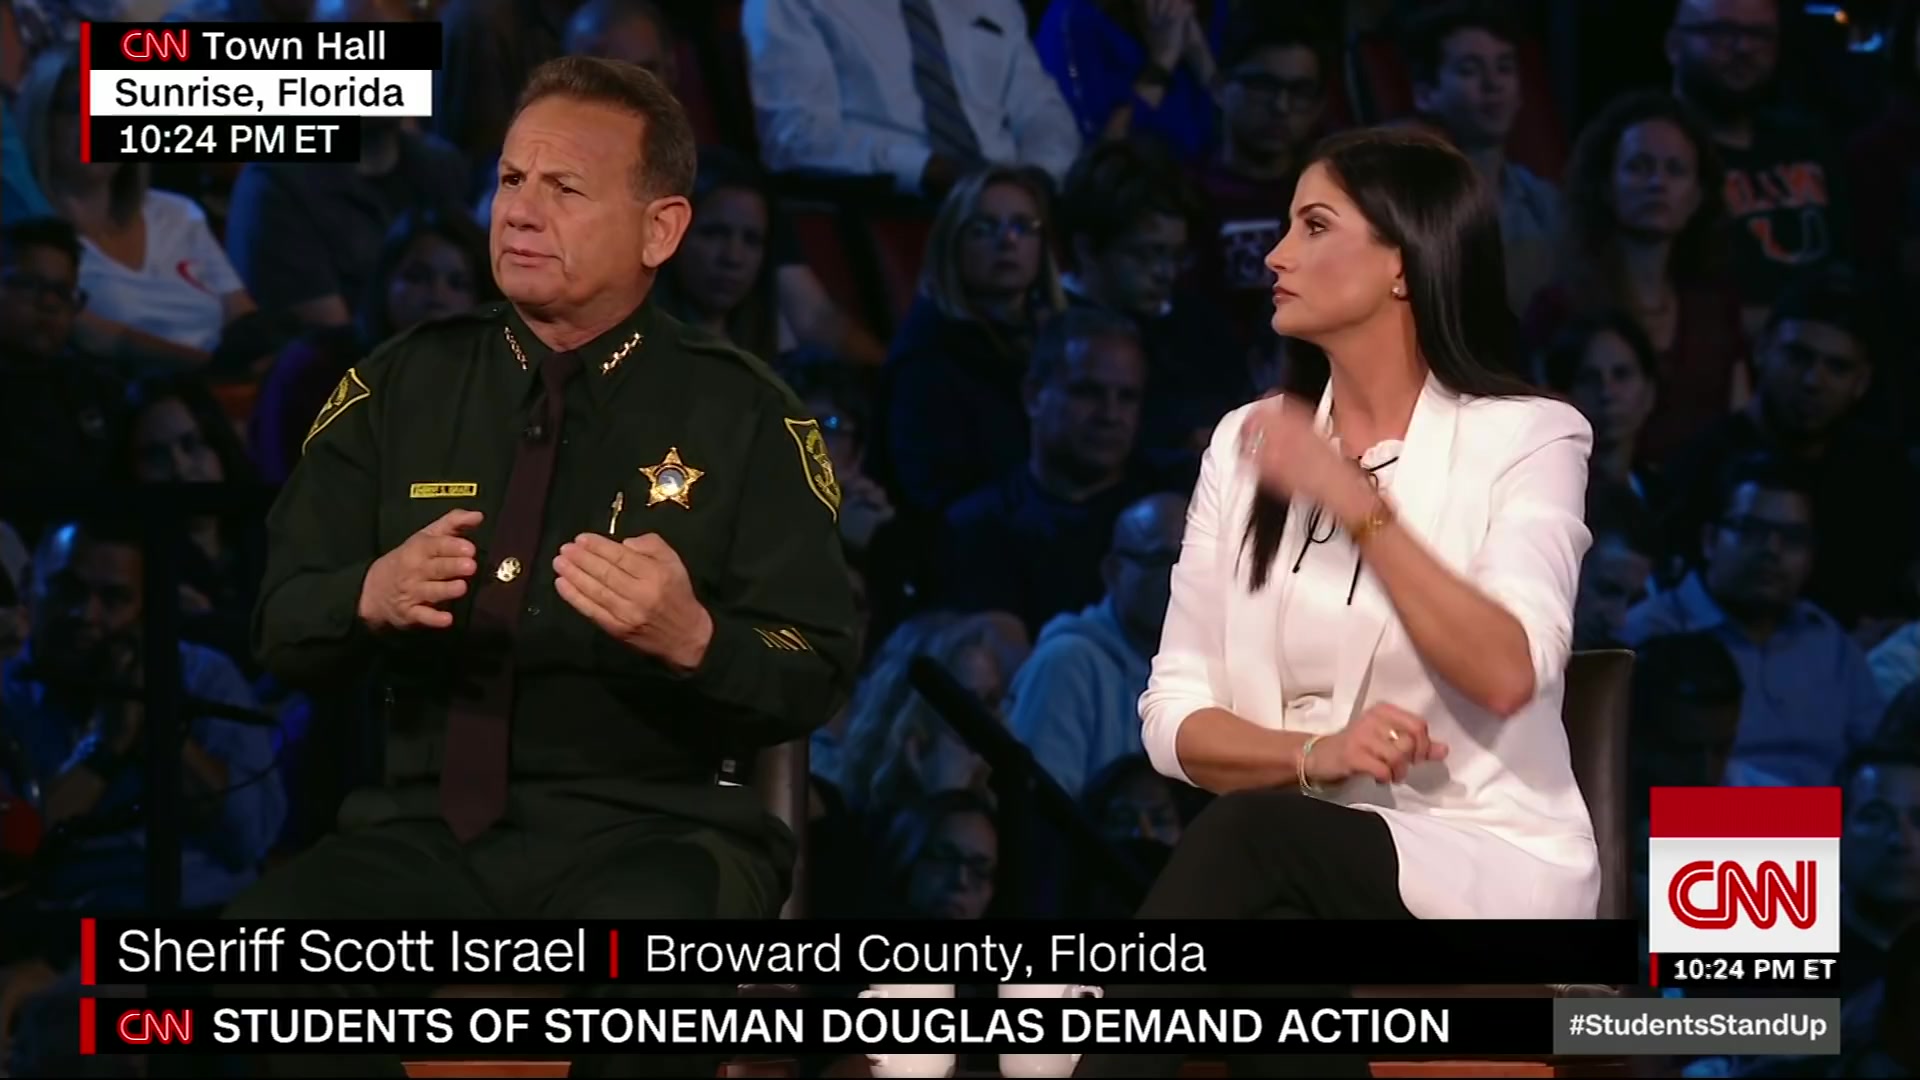 CNN Town Hall
Sunrise, Florida
10:24 PM ET
Sheriff Scott Israel | Broward County, Florida
CNN
10:24 PM ET
CNN STUDENTS OF STONEMAN DOUGLAS DEMAND ACTION
#StudentsStandUp